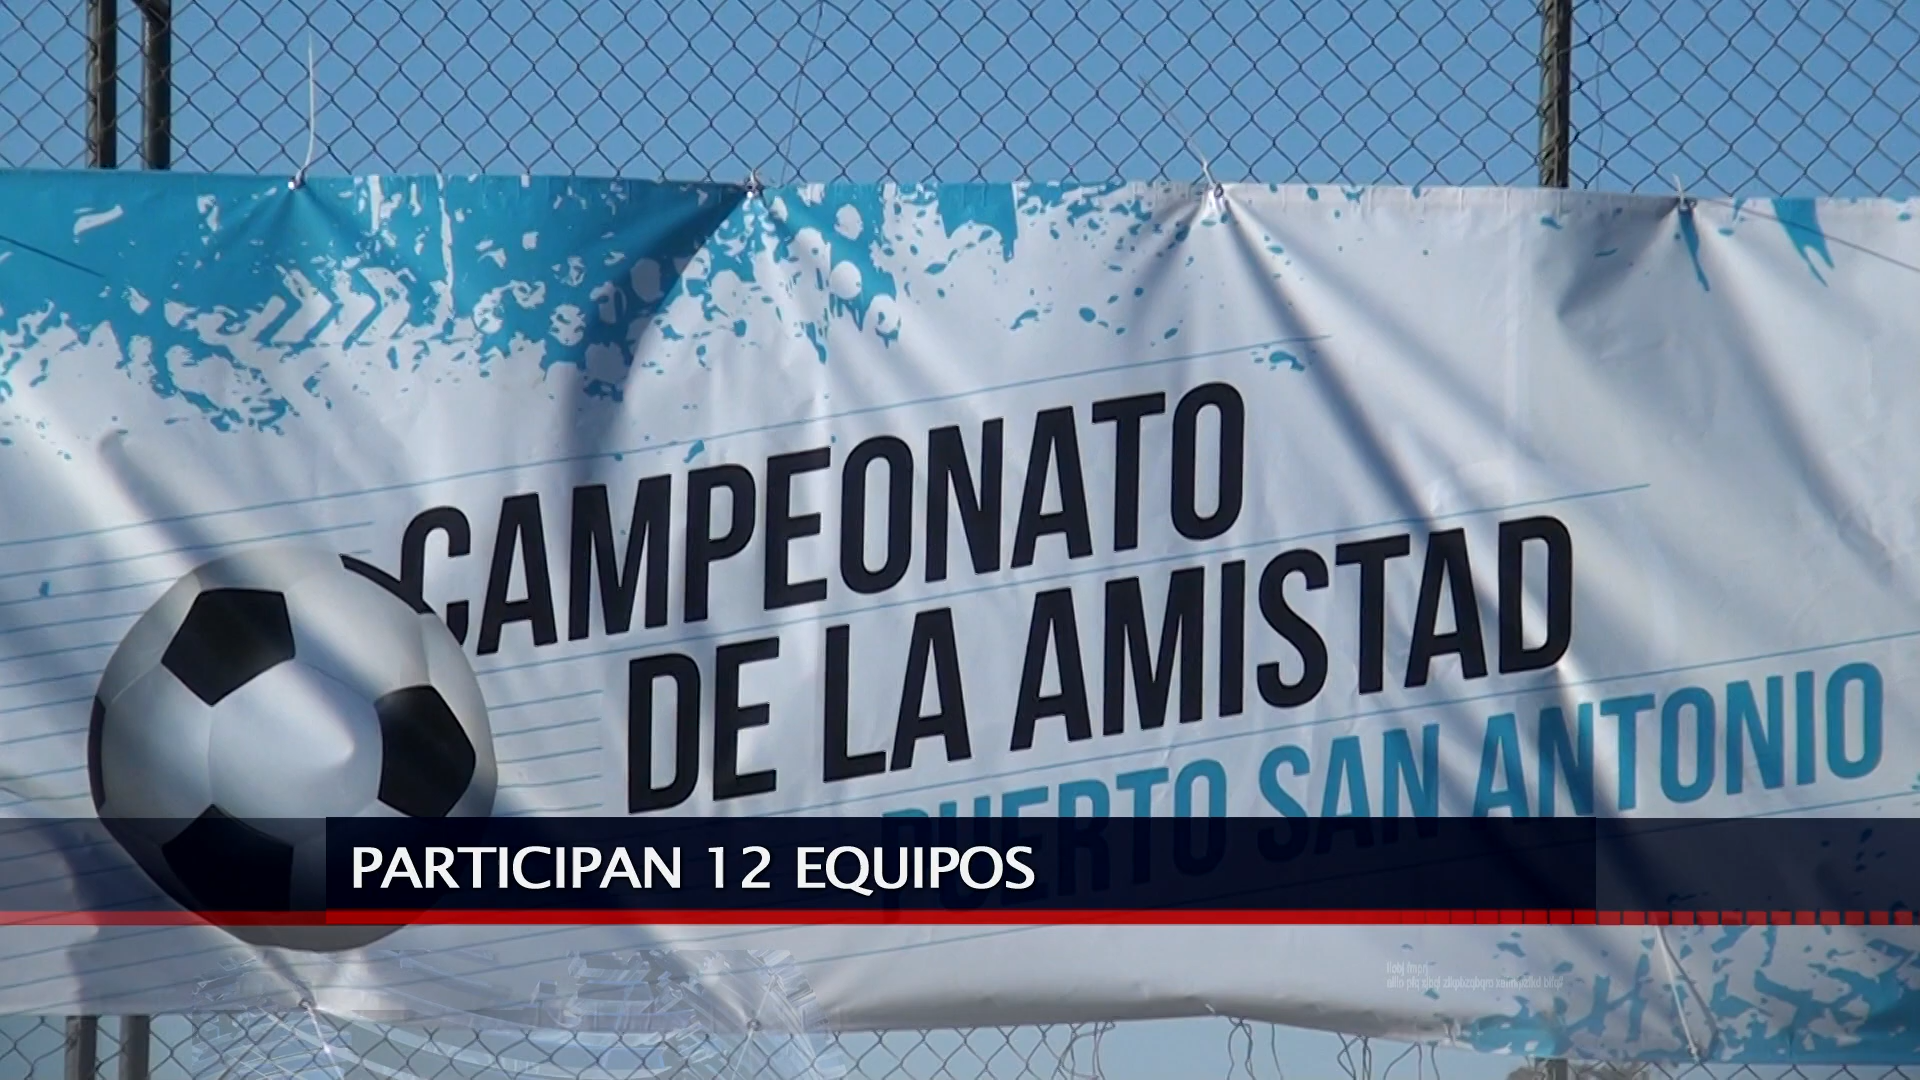 CAMPEONATO
DE LA AMISTAD
PUERTO SAN ANTONIO
PARTICIPAN 12 EQUIPOS